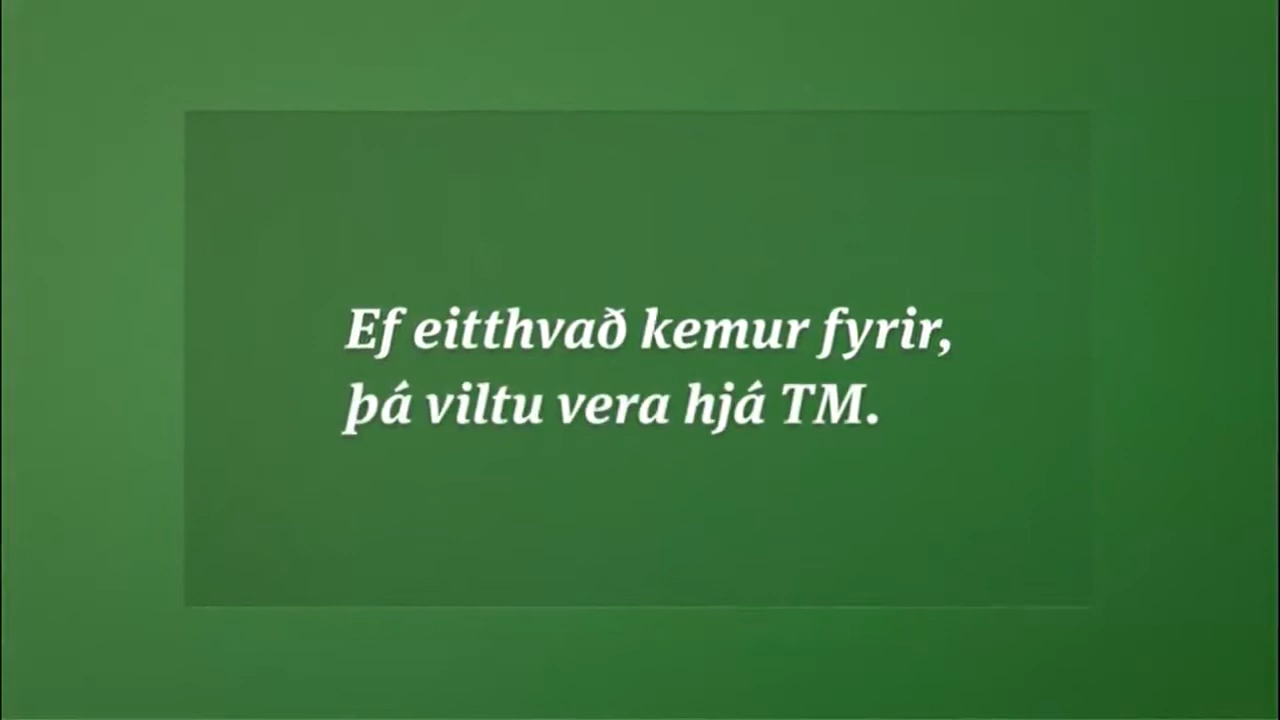 Ef eitthvað kemur fyrir,
þá viltu vera hjá TM.